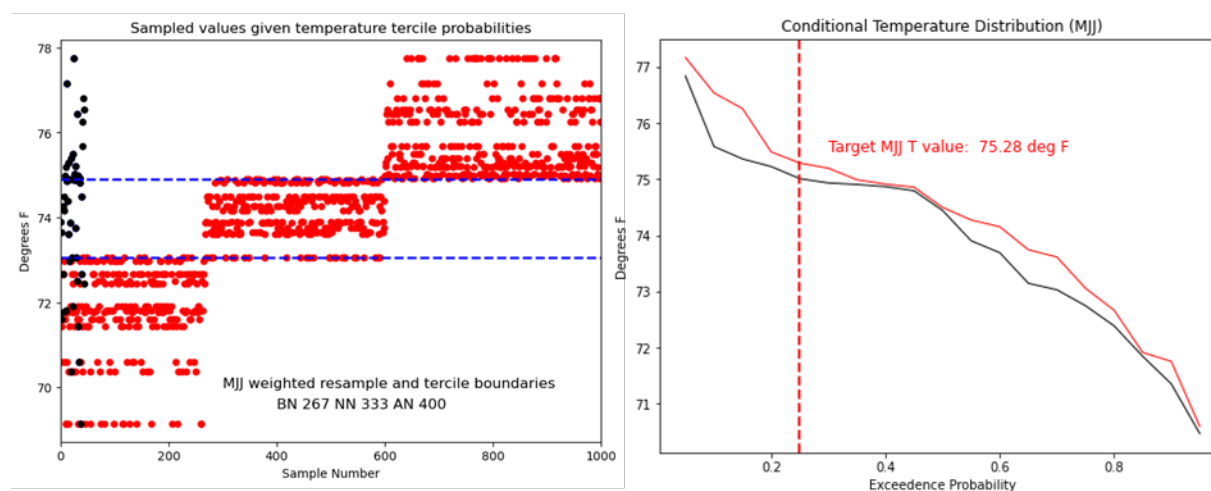 Sampled values given temperature tercile probabilities
78
76
74
72
70
Degrees F
MJJ weighted resample and tercile boundaries
BN 267 NN 333 AN 400
0
200
400
600
800
1000
Sample Number
Conditional Temperature Distribution (MJJ)
77
76
75
74
73
72
71
Degrees F
Target MJJ T value:  75.28 deg F
0.2
0.4
0.6
0.8
Exceedence Probability